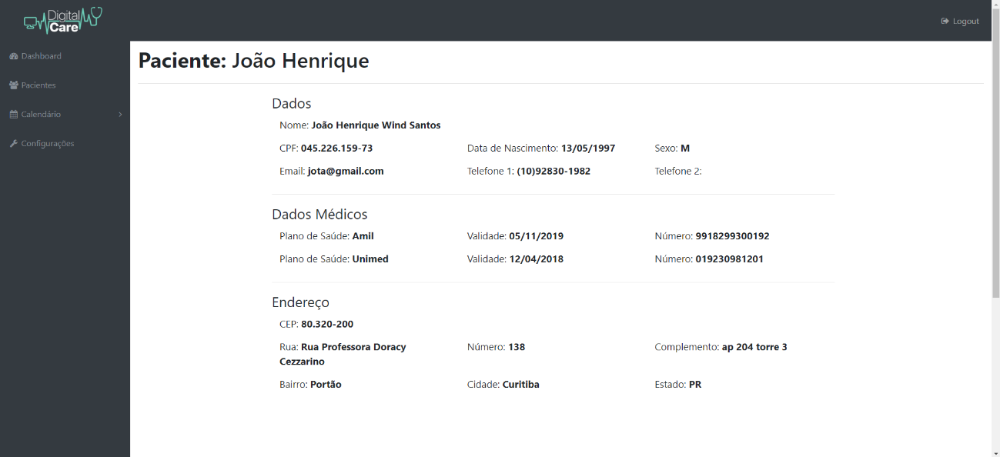 Digital
Care
Logout
Dashboard
Pacientes
Calendário
Configurações
Paciente: João Henrique
Dados
Nome: João Henrique Wind Santos
CPF: 045.226.159-73 Data de Nascimento: 13/05/1997 Sexo: M
Email: jota@gmail.com Telefone 1: (10)92830-1982 Telefone 2:
Dados Médicos
Plano de Saúde: Amil Validade: 05/11/2019 Número: 9918299300192
Plano de Saúde: Unimed Validade: 12/04/2018 Número: 019230981201
Endereço
CEP: 80.320-200
Rua: Rua Professora Doracy Número: 138 Complemento: ap 204 torre 3
Cezzarino
Bairro: Portão Cidade: Curitiba Estado: PR